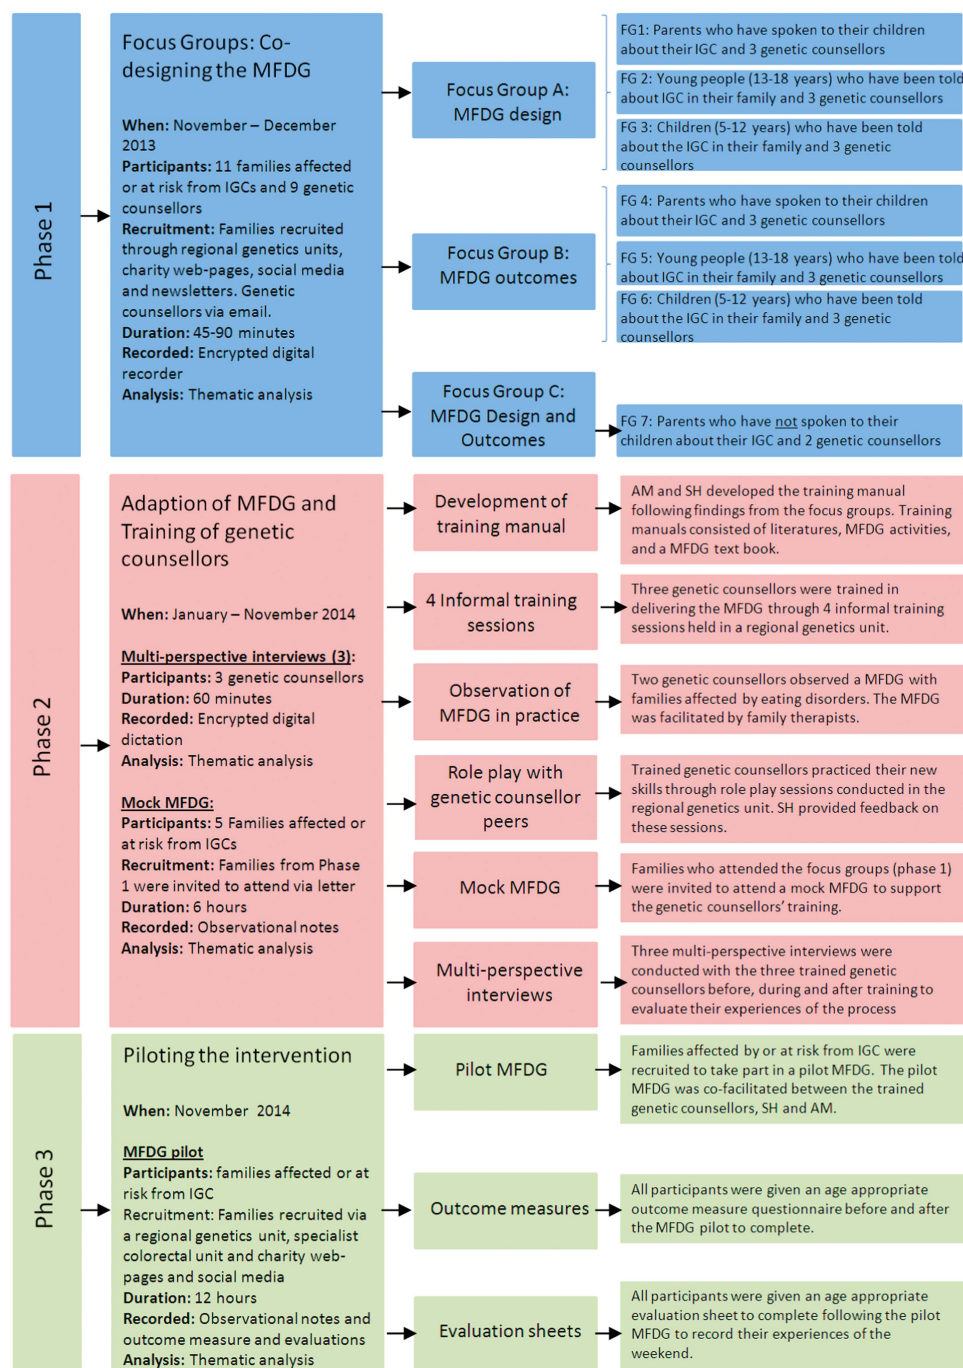 Phase 1
Focus Groups: Co-
designing the MFDG
When: November – December
2013
Participants: 11 families affected
or at risk from IGCs and 9 genetic
counsellors
Recruitment: Families recruited
through regional genetics units,
charity web-pages, social media
and newsletters. Genetic
counsellors via email.
Duration: 45-90 minutes
Recorded: Encrypted digital
recorder
Analysis: Thematic analysis
Focus Group A:
MFDG design
FG1: Parents who have spoken to their children
about their IGC and 3 genetic counsellors
FG 2: Young people (13-18 years) who have been told
about IGC in their family and 3 genetic counsellors
FG 3: Children (5-12 years) who have been told
about the IGC in their family and 3 genetic
counsellors
Focus Group B:
MFDG outcomes
FG 4: Parents who have spoken to their children
about their IGC and 3 genetic counsellors
FG 5: Young people (13-18 years) who have been told
about IGC in their family and 3 genetic counsellors
FG 6: Children (5-12 years) who have been told
about the IGC in their family and 3 genetic
counsellors
Focus Group C:
MFDG Design and
Outcomes
FG 7: Parents who have not spoken to their
children about their IGC and 2 genetic counsellors
Phase 2
Adaption of MFDG and
Training of genetic
counsellors
When: January – November 2014
Multi-perspective interviews (3):
Participants: 3 genetic counsellors
Duration: 60 minutes
Recorded: Encrypted digital
dictation
Analysis: Thematic analysis
Mock MFDG:
Participants: 5 Families affected or
at risk from IGCs
Recruitment: Families from Phase
1 were invited to attend via letter
Duration: 6 hours
Recorded: Observational notes
Analysis: Thematic analysis
Development of
training manual
AM and SH developed the training manual
following findings from the focus groups. Training
manuals consisted of literatures, MFDG activities,
and a MFDG text book.
4 Informal training
sessions
Three genetic counsellors were trained in
delivering the MFDG through 4 informal training
sessions held in a regional genetics unit.
Observation of
MFDG in practice
Two genetic counsellors observed a MFDG with
families affected by eating disorders. The MFDG
was facilitated by family therapists.
Role play with
genetic counsellor
peers
Trained genetic counsellors practiced their new
skills through role play sessions conducted in the
regional genetics unit. SH provided feedback on
these sessions.
Mock MFDG
Families who attended the focus groups (phase 1)
were invited to attend a mock MFDG to support
the genetic counsellors’ training.
Multi-perspective
interviews
Three multi-perspective interviews were
conducted with the three trained genetic
counsellors before, during and after training to
evaluate their experiences of the process
Phase 3
Piloting the intervention
When: November 2014
MFDG pilot
Participants: families affected or at
risk from IGC
Recruitment: Families recruited via
a regional genetics unit, specialist
colorectal unit and charity web-
pages and social media
Duration: 12 hours
Recorded: Observational notes and
outcome measure and evaluations
Analysis: Thematic analysis
Pilot MFDG
Families affected by or at risk from IGC were
recruited to take part in a pilot MFDG. The pilot
MFDG was co-facilitated between the trained
genetic counsellors, SH and AM.
Outcome measures
All participants were given an age appropriate
outcome measure questionnaire before and after
the MFDG pilot to complete.
Evaluation sheets
All participants were given an age appropriate
evaluation sheet to complete following the pilot
MFDG to record their experiences of the
weekend.